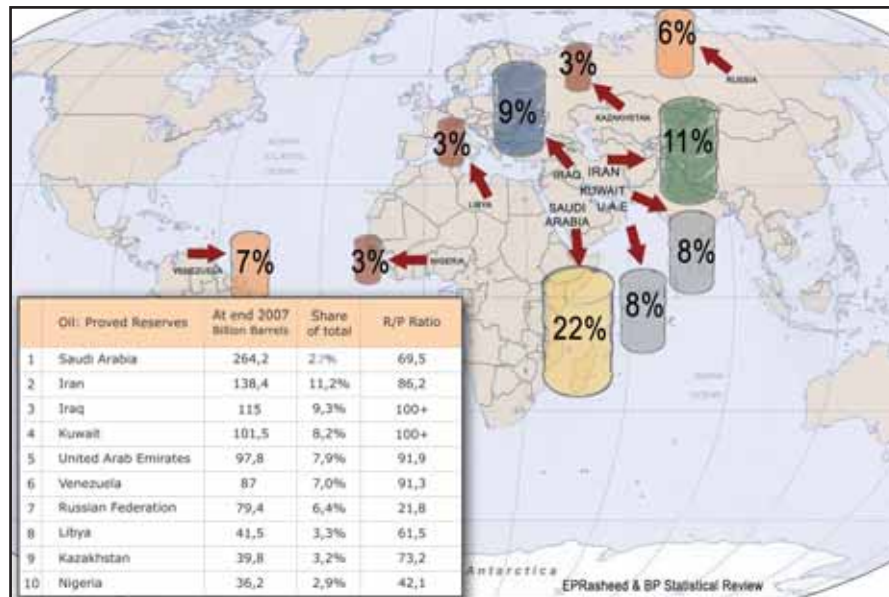 6%
3%
RUSSIA
9%
KAZAKHSTAN
11%
3%
IRAQ
IRAN
KUWAIT
U.A.E
SAUDI
ARABIA
LIBYA
8%
7%
VENEZUELA
3%
NIGERIA
22%
8%
Oil: Proved Reserves At end 2007 Billion Barrels Share of total R/P Ratio
1 Saudi Arabia 264,2 69,5
2 Iran 138,4 11,2% 86,2
3 Iraq 115 9,3% 100+
4 Kuwait 101,5 8,2% 100+
5 United Arab Emirates 97,8 7,9% 91,9
6 Venezuela 87 7,0% 91,3
7 Russian Federation 79,4 6,4% 21,8
8 Libya 41,5 3,3% 61,5
9 Kazakhstan 39,8 3,2% 73,2
10 Nigeria 36,2 2,9% 42,1
Antarctica
EPRasheed & BP Statistical Review